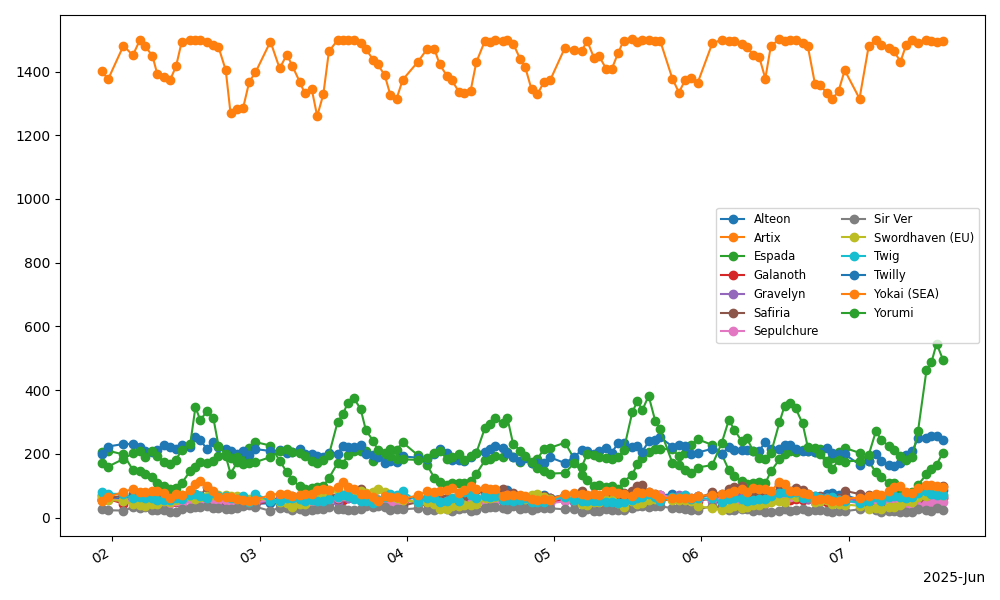 1400
1200
1000
800
600
400
200
0
Alteon
Artix
Espada
Galanoth
Gravelyn
Safiria
Sepulchure
Sir Ver
Swordhaven (EU)
Twig
Twilly
Yokai (SEA)
Yorumi
02 03 04 05 06 07
2025-Jun